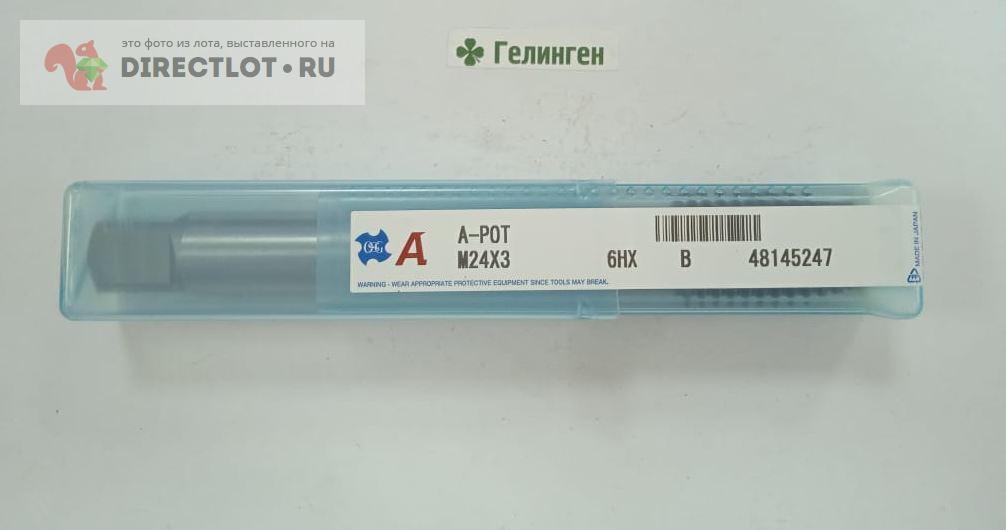 это фото из лота, выставленного на
DIRECTLOT•RU
Гелинген
OSG A
A-POT
M24X3 6HX B 48145247
WARNING - WEAR APPROPRIATE PROTECTIVE EQUIPMENT SINCE TOOLS MAY BREAK.
MADE IN JAPAN